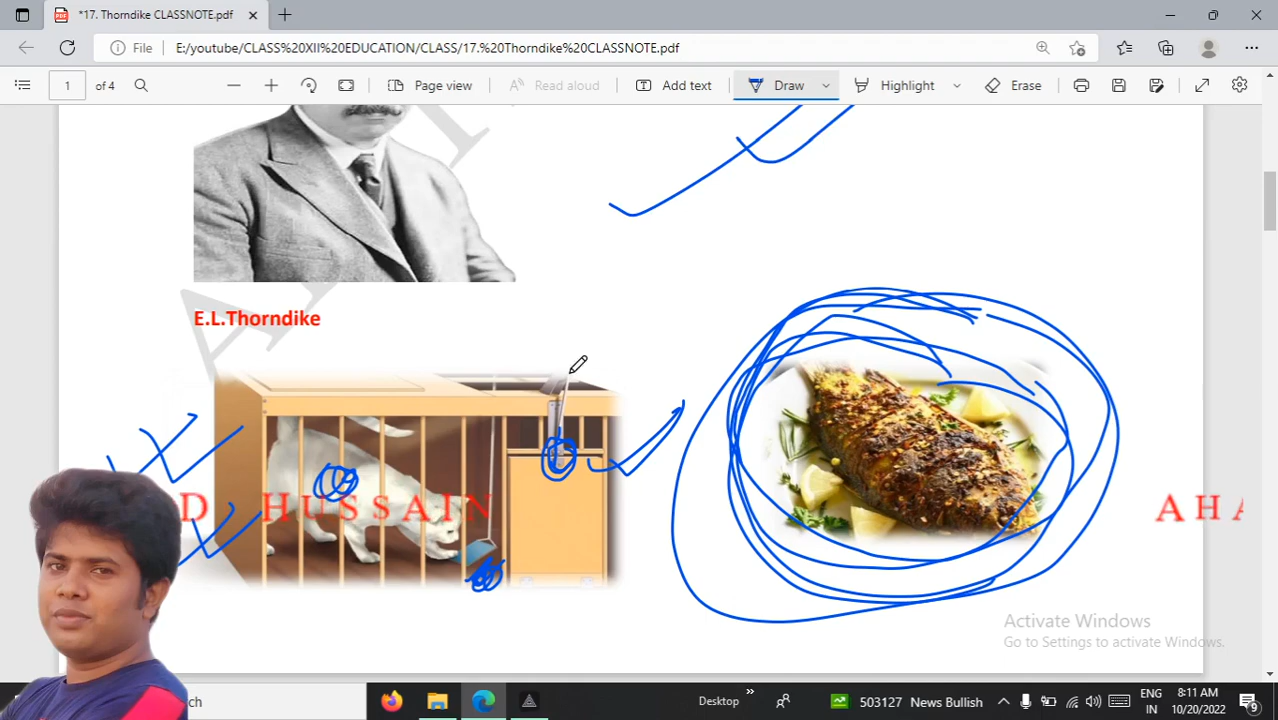 *17. Thorndike CLASSNOTE.pdf
File E:/youtube/CLASS%20XII%20EDUCATION/CLASS/17.%20Thorndike%20CLASSNOTE.pdf
1 of 4 Page view Read aloud Add text Draw Highlight Erase
E.L.Thorndike
D HUSSAIN
Activate Windows
Go to Settings to activate Windows.
Desktop 503127 News Bullish ENG IN 8:11 AM 10/20/2022 9